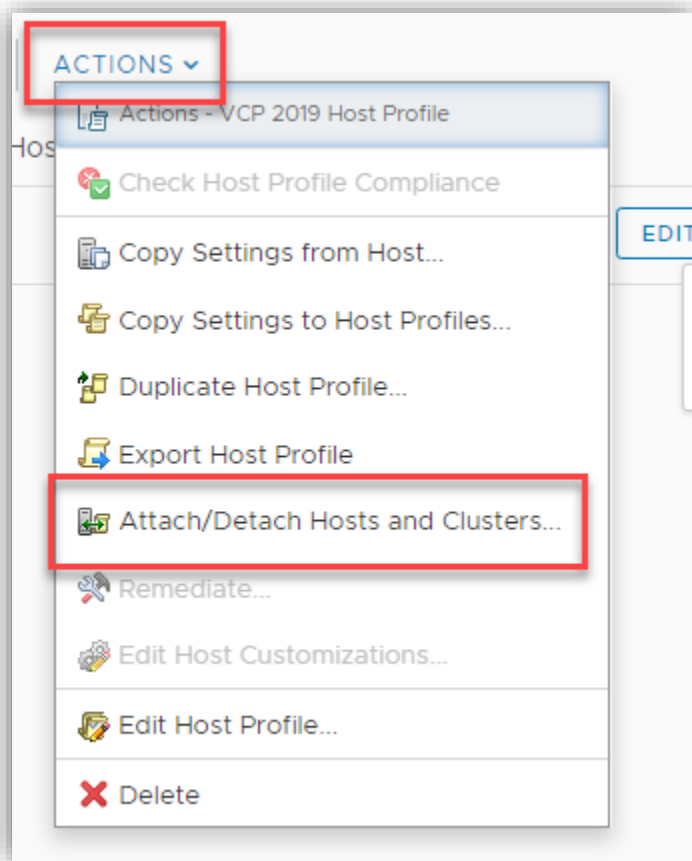 ACTIONS
Actions - VCP 2019 Host Profile
Hos
Check Host Profile Compliance
EDIT
Copy Settings from Host...
Copy Settings to Host Profiles...
Duplicate Host Profile...
Export Host Profile
Attach/Detach Hosts and Clusters...
Remediate...
Edit Host Customizations...
Edit Host Profile...
Delete